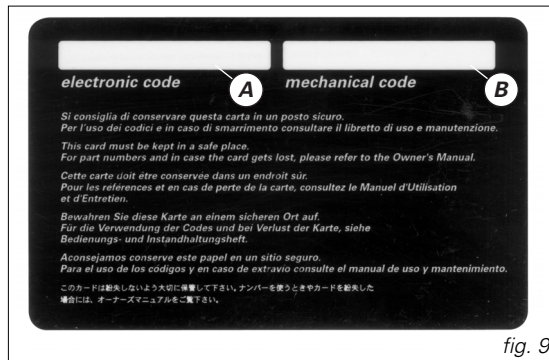 electronic code
A
mechanical code
B
Si consiglia di conservare questa carta in un posto sicuro.
Per l'uso dei codici e in caso di smarrimento consultare il libretto di uso e manutenzione.
This card must be kept in a safe place.
For part numbers and in case the card gets lost, please refer to the Owner's Manual.
Cette carte doit être conservée dans un endroit sûr.
Pour les références et en cas de perte de la carte, consultez le Manuel d'Utilisation
et d'Entretien.
Bewahren Sie diese Karte an einem sicheren Ort auf.
Für die Verwendung der Codes und bei Verlust der Karte, siehe
Bedienungs- und Instandhaltungsheft.
Aconsejamos conserve este papel en un sitio seguro.
Para el uso de los códigos y en caso de extravío consulte el manual de uso y mantenimiento.
このカードは紛失しないよう大切に保管して下さい。ナンバーを使うときやカードを紛失した
場合には、オーナーズマニュアルをご覧下さい。
fig. 9